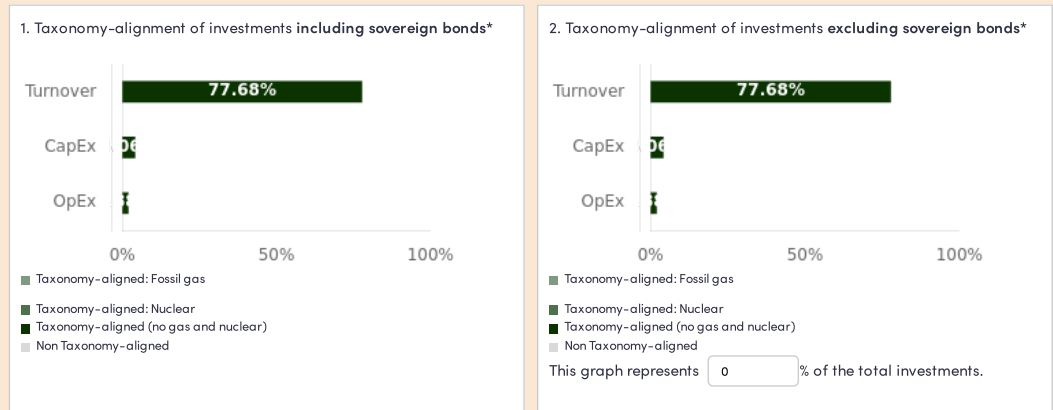 1. Taxonomy-alignment of investments including sovereign bonds*
Turnover
77.68%
CapEx
OpEx
0%
50%
100%
Taxonomy-aligned: Fossil gas
Taxonomy-aligned: Nuclear
Taxonomy-aligned (no gas and nuclear)
Non Taxonomy-aligned
2. Taxonomy-alignment of investments excluding sovereign bonds*
Turnover
77.68%
CapEx
OpEx
0%
50%
100%
Taxonomy-aligned: Fossil gas
Taxonomy-aligned: Nuclear
Taxonomy-aligned (no gas and nuclear)
Non Taxonomy-aligned
This graph represents 0 % of the total investments.